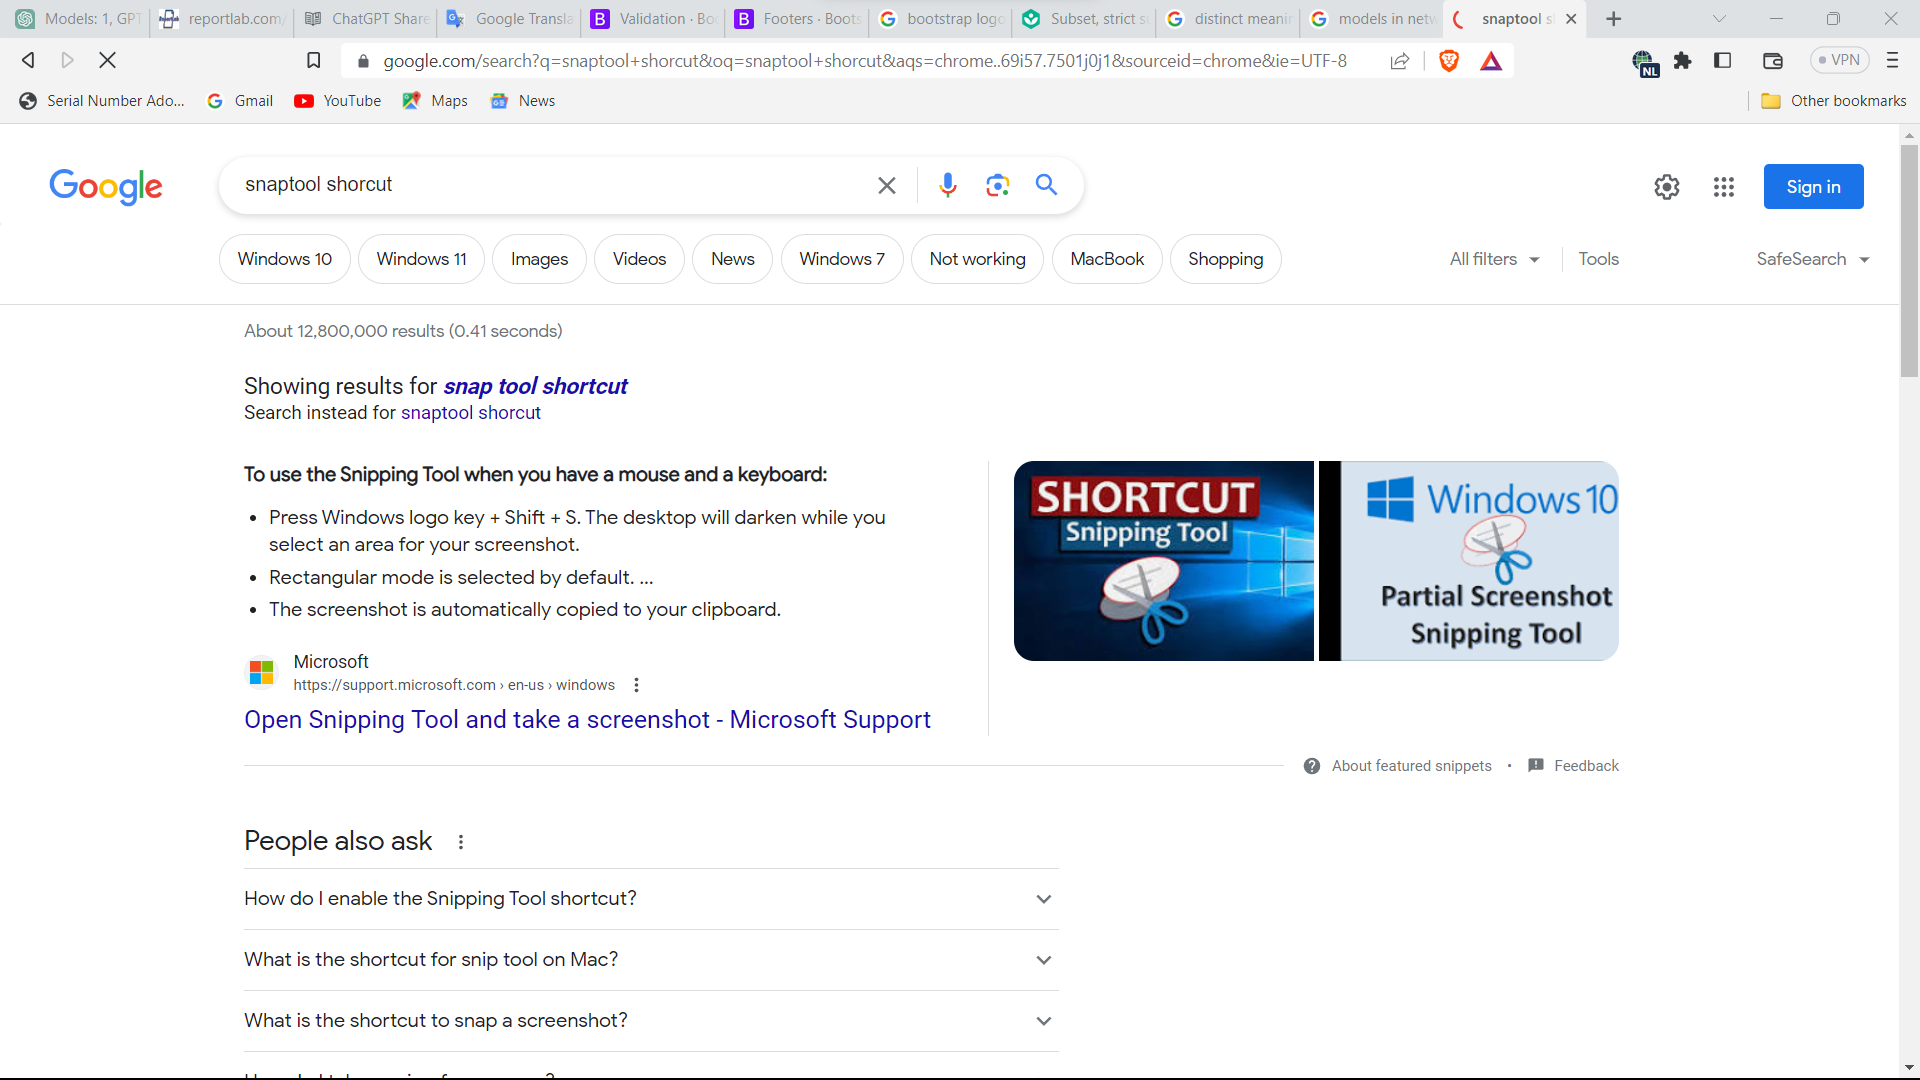 Models: 1, GPT
reportlab.com/
ChatGPT Share
Google Transla
Validation · Boo
Footers · Boots
bootstrap logo
Subset, strict s
distinct meanin
models in netw
snaptool s
google.com/search?q=snaptool+shorcut&oq=snaptool+shorcut&aqs=chrome..69i57.7501j0j1&sourceid=chrome&ie=UTF-8
NL
VPN
Serial Number Ado...
Gmail
YouTube
Maps
News
Other bookmarks
Google
snaptool shorcut
Sign in
Windows 10
Windows 11
Images
Videos
News
Windows 7
Not working
MacBook
Shopping
All filters
Tools
SafeSearch
About 12,800,000 results (0.41 seconds)
Showing results for snap tool shortcut
Search instead for snaptool shorcut
To use the Snipping Tool when you have a mouse and a keyboard:
Press Windows logo key + Shift + S. The desktop will darken while you
select an area for your screenshot.
Rectangular mode is selected by default. ...
The screenshot is automatically copied to your clipboard.
Microsoft
https://support.microsoft.com › en-us › windows
Open Snipping Tool and take a screenshot - Microsoft Support
SHORTCUT
Snipping Tool
Windows 10
Partial Screenshot
Snipping Tool
About featured snippets
•
Feedback
People also ask
How do I enable the Snipping Tool shortcut?
What is the shortcut for snip tool on Mac?
What is the shortcut to snap a screenshot?